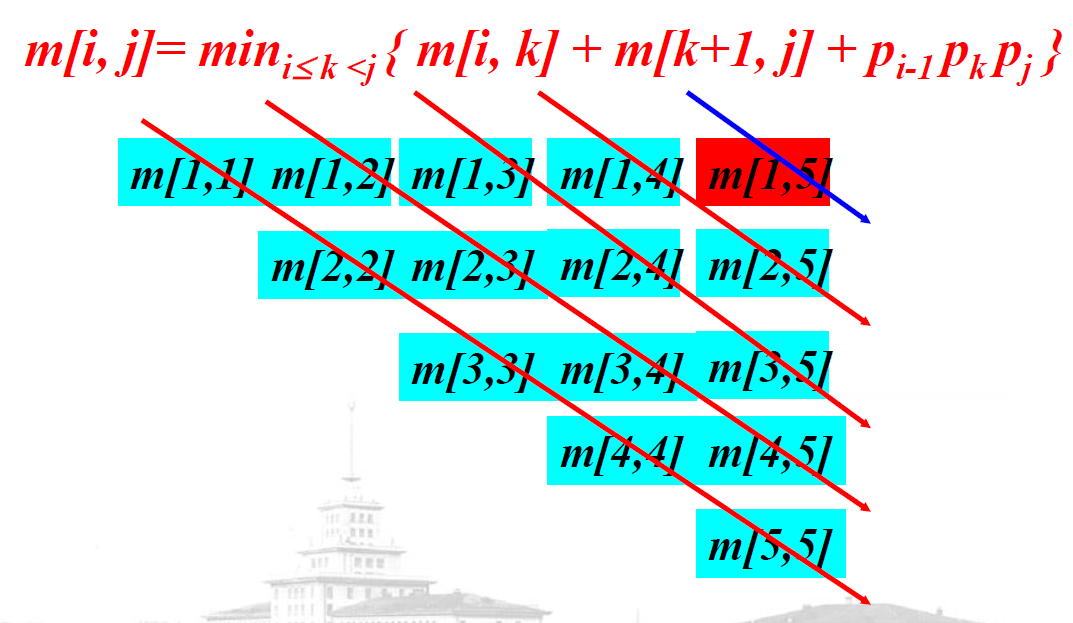 m[i, j]= min_{i≤ k <j} { m[i, k] + m[k+1, j] + p_{i-1} p_k p_j }
m[1,1] m[1,2] m[1,3] m[1,4] m[1,5]
m[2,2] m[2,3] m[2,4] m[2,5]
m[3,3] m[3,4] m[3,5]
m[4,4] m[4,5]
m[5,5]